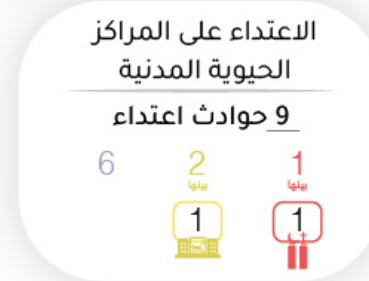 الاعتداء على المراكز
الحيوية المدنية
9 حوادث اعتداء
1 2 6
بينها بينها
1 1